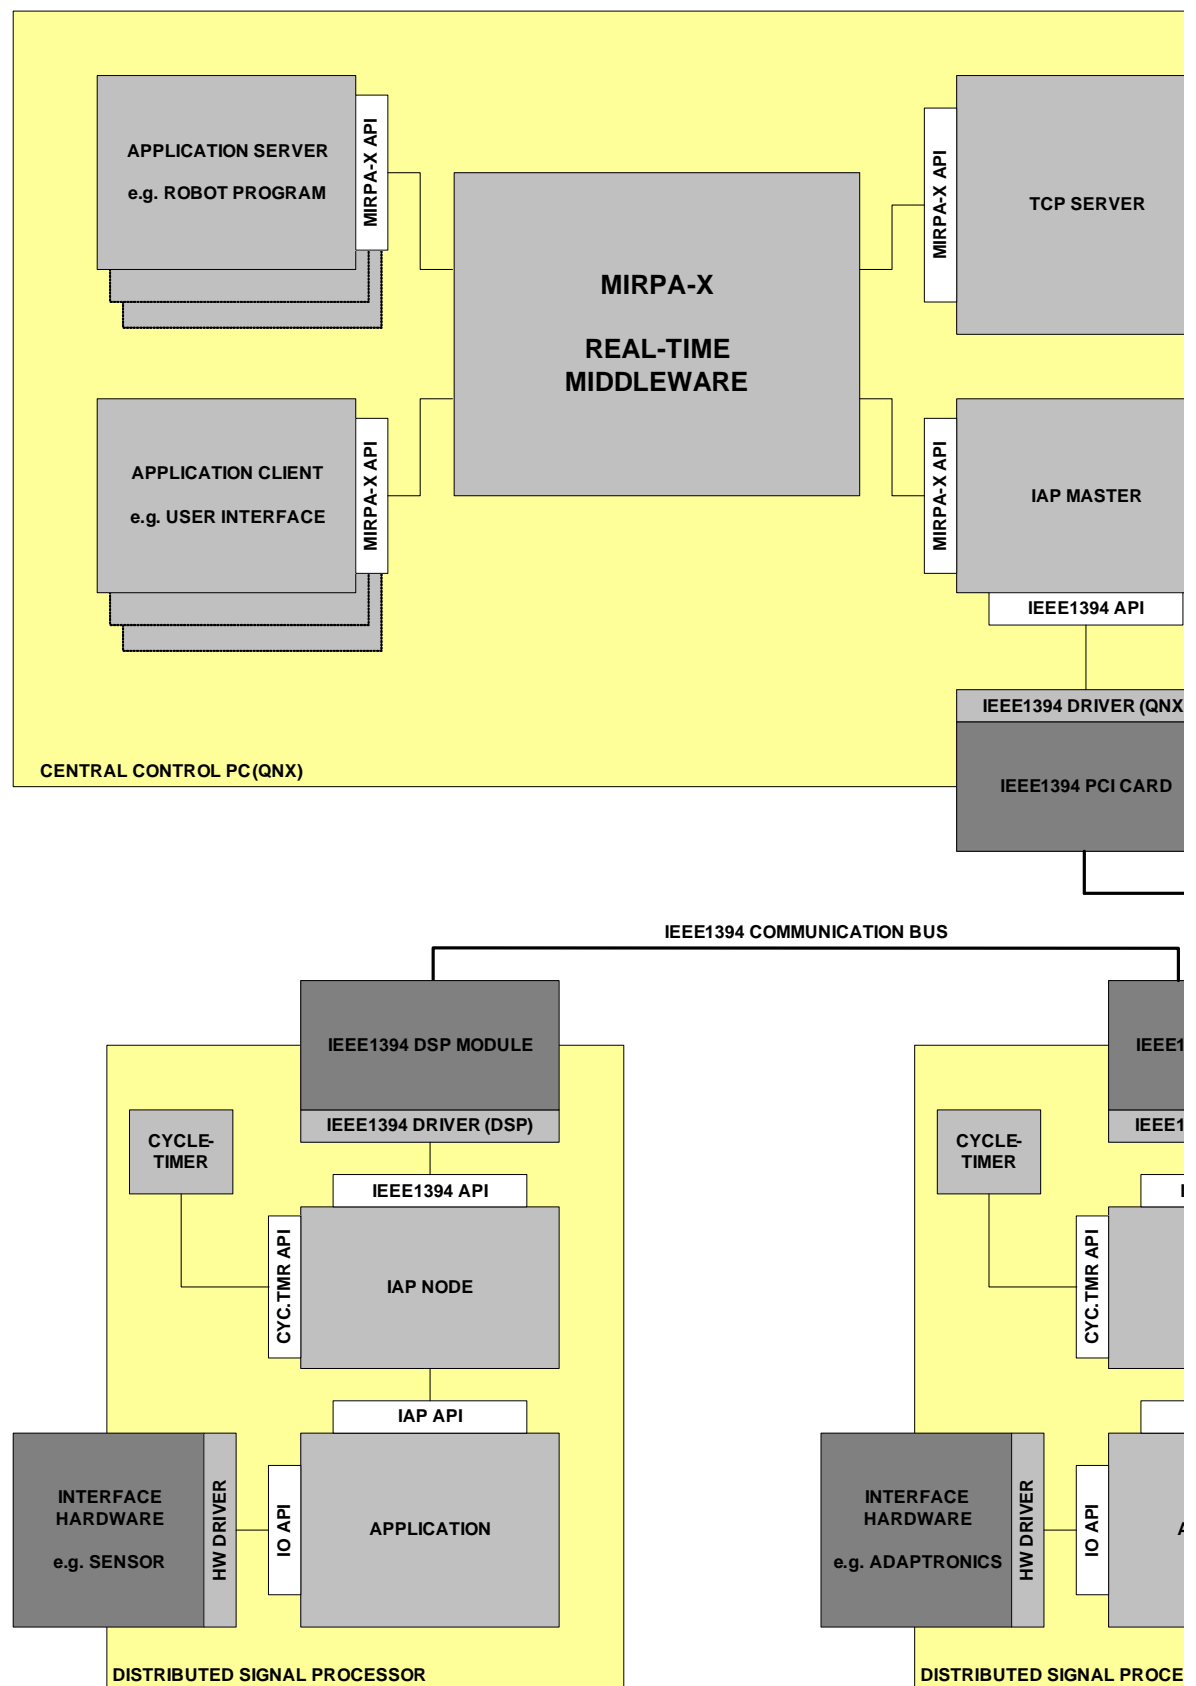 APPLICATION SERVER
e.g. ROBOT PROGRAM
MIRPA-X API
MIRPA-X
REAL-TIME
MIDDLEWARE
MIRPA-X API
TCP SERVER
APPLICATION CLIENT
e.g. USER INTERFACE
MIRPA-X API
MIRPA-X API
IAP MASTER
IEEE1394 API
IEEE1394 DRIVER (QNX
IEEE1394 PCI CARD
CENTRAL CONTROL PC(QNX)
IEEE1394 COMMUNICATION BUS
IEEE1394 DSP MODULE
IEEE1394 DRIVER (DSP)
CYCLE-
TIMER
IEEE1394 API
CYC.TMR API
IAP NODE
IAP API
INTERFACE
HARDWARE
e.g. SENSOR
HW DRIVER
IO API
APPLICATION
DISTRIBUTED SIGNAL PROCESSOR
IEEE1
IEEE1
CYCLE-
TIMER
CYC.TMR API
INTERFACE
HARDWARE
e.g. ADAPTRONICS
HW DRIVER
IO API
DISTRIBUTED SIGNAL PROCE